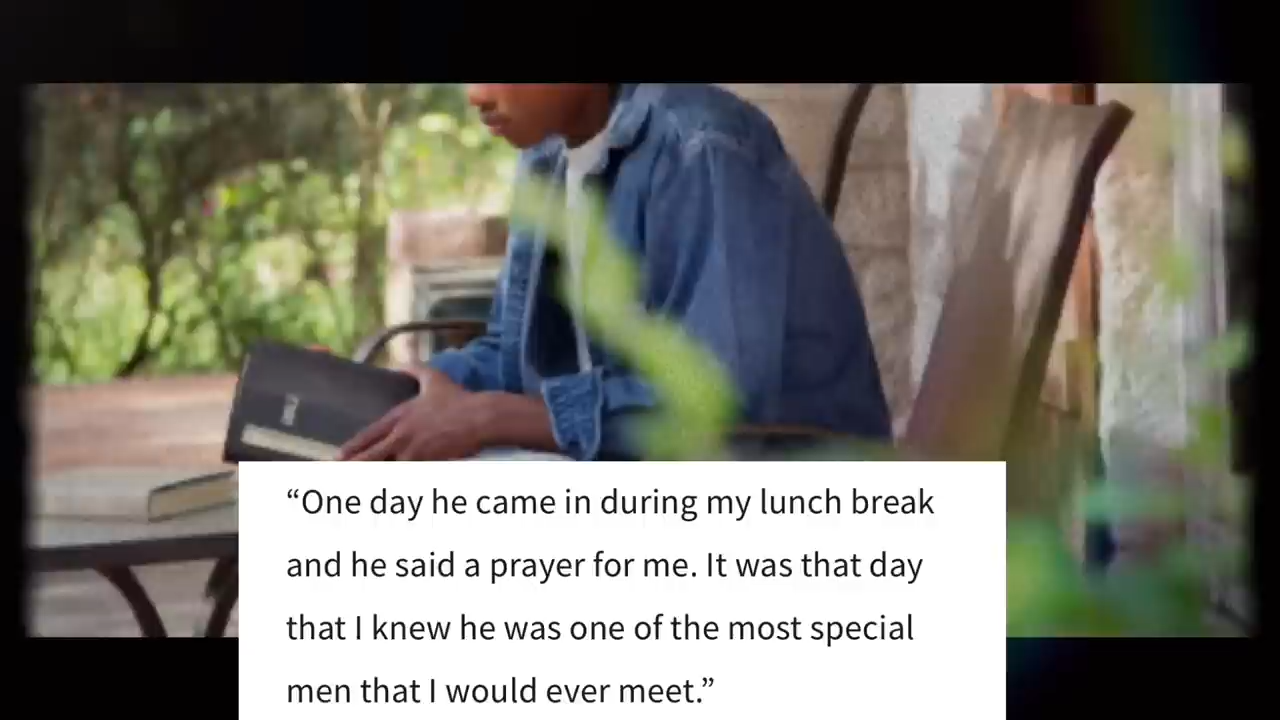 “One day he came in during my lunch break
and he said a prayer for me. It was that day
that I knew he was one of the most special
men that I would ever meet.”